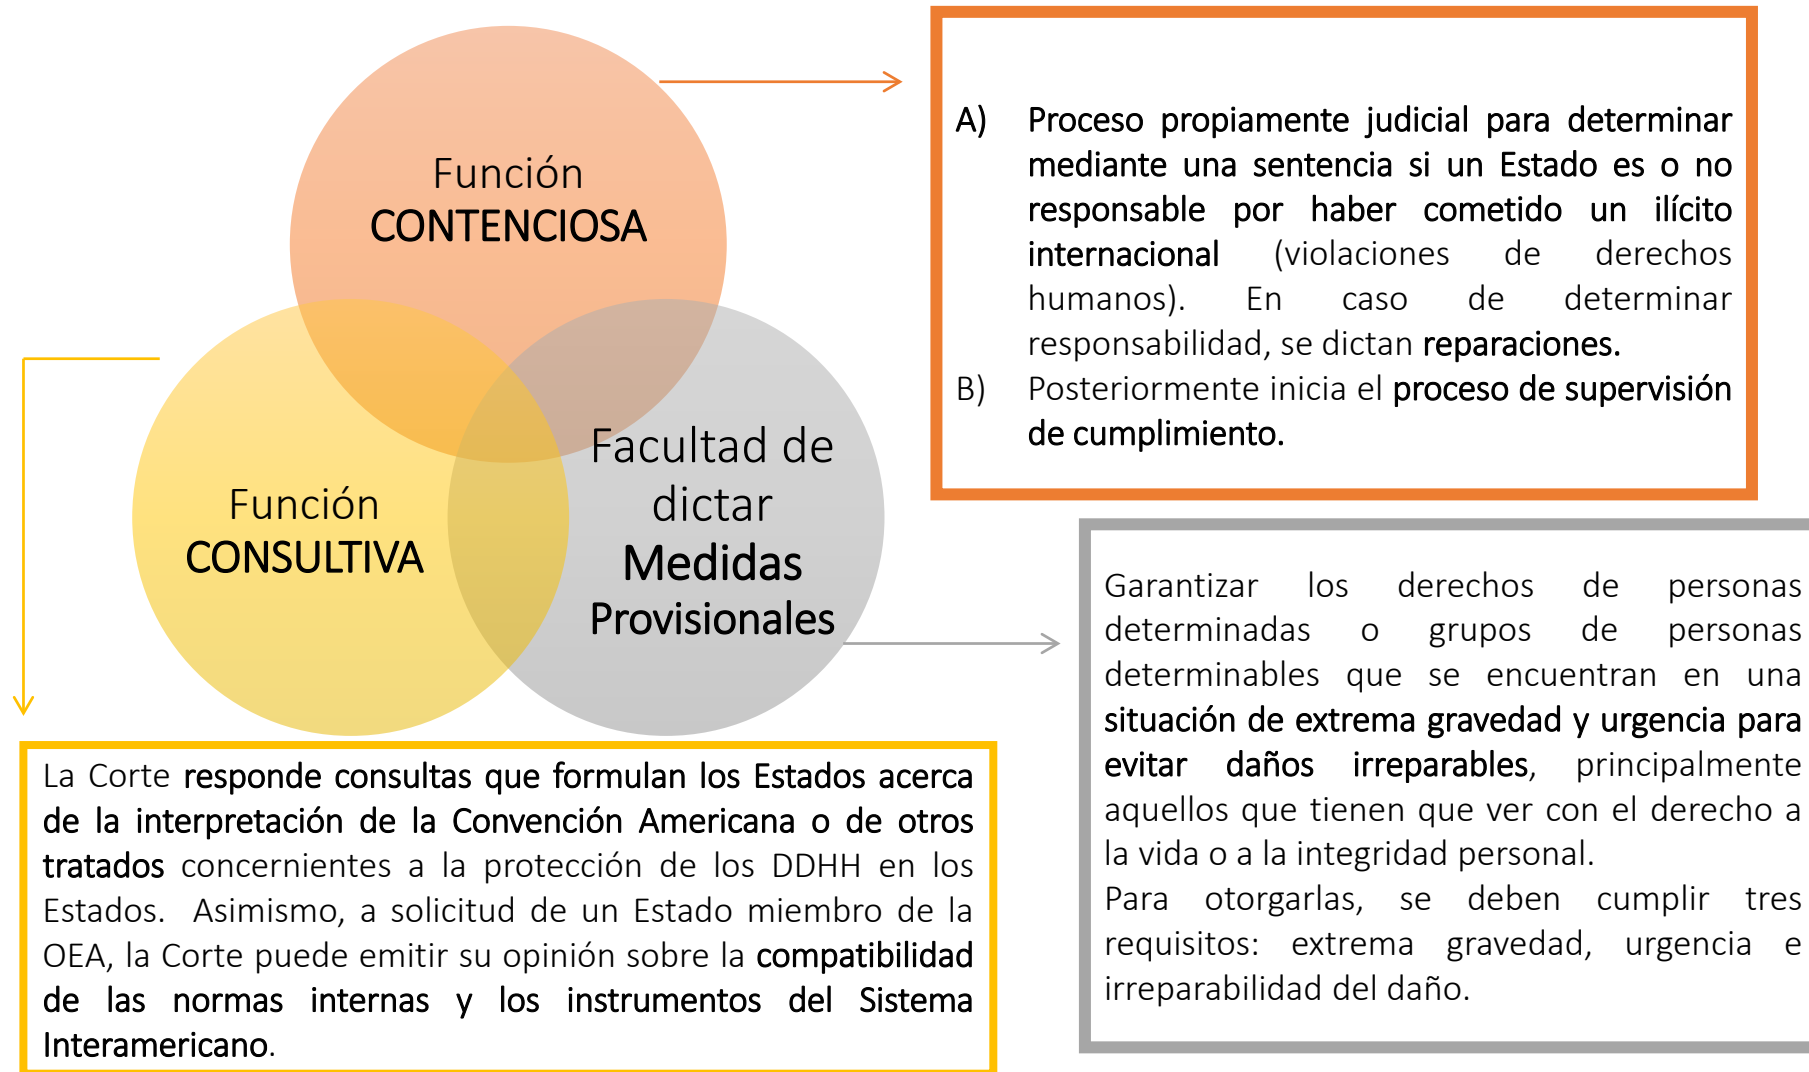 Función
CONTENCIOSA
Función
CONSULTIVA
Facultad de
dictar
Medidas
Provisionales
A) Proceso propiamente judicial para determinar
mediante una sentencia si un Estado es o no
responsable por haber cometido un ilícito
internacional (violaciones de derechos
humanos). En caso de determinar
responsabilidad, se dictan reparaciones.
B) Posteriormente inicia el proceso de supervisión
de cumplimiento.
Garantizar los derechos de personas
determinadas o grupos de personas
determinables que se encuentran en una
situación de extrema gravedad y urgencia para
evitar daños irreparables, principalmente
aquellos que tienen que ver con el derecho a
la vida o a la integridad personal.
Para otorgarlas, se deben cumplir tres
requisitos: extrema gravedad, urgencia e
irreparabilidad del daño.
La Corte responde consultas que formulan los Estados acerca
de la interpretación de la Convención Americana o de otros
tratados concernientes a la protección de los DDHH en los
Estados. Asimismo, a solicitud de un Estado miembro de la
OEA, la Corte puede emitir su opinión sobre la compatibilidad
de las normas internas y los instrumentos del Sistema
Interamericano.